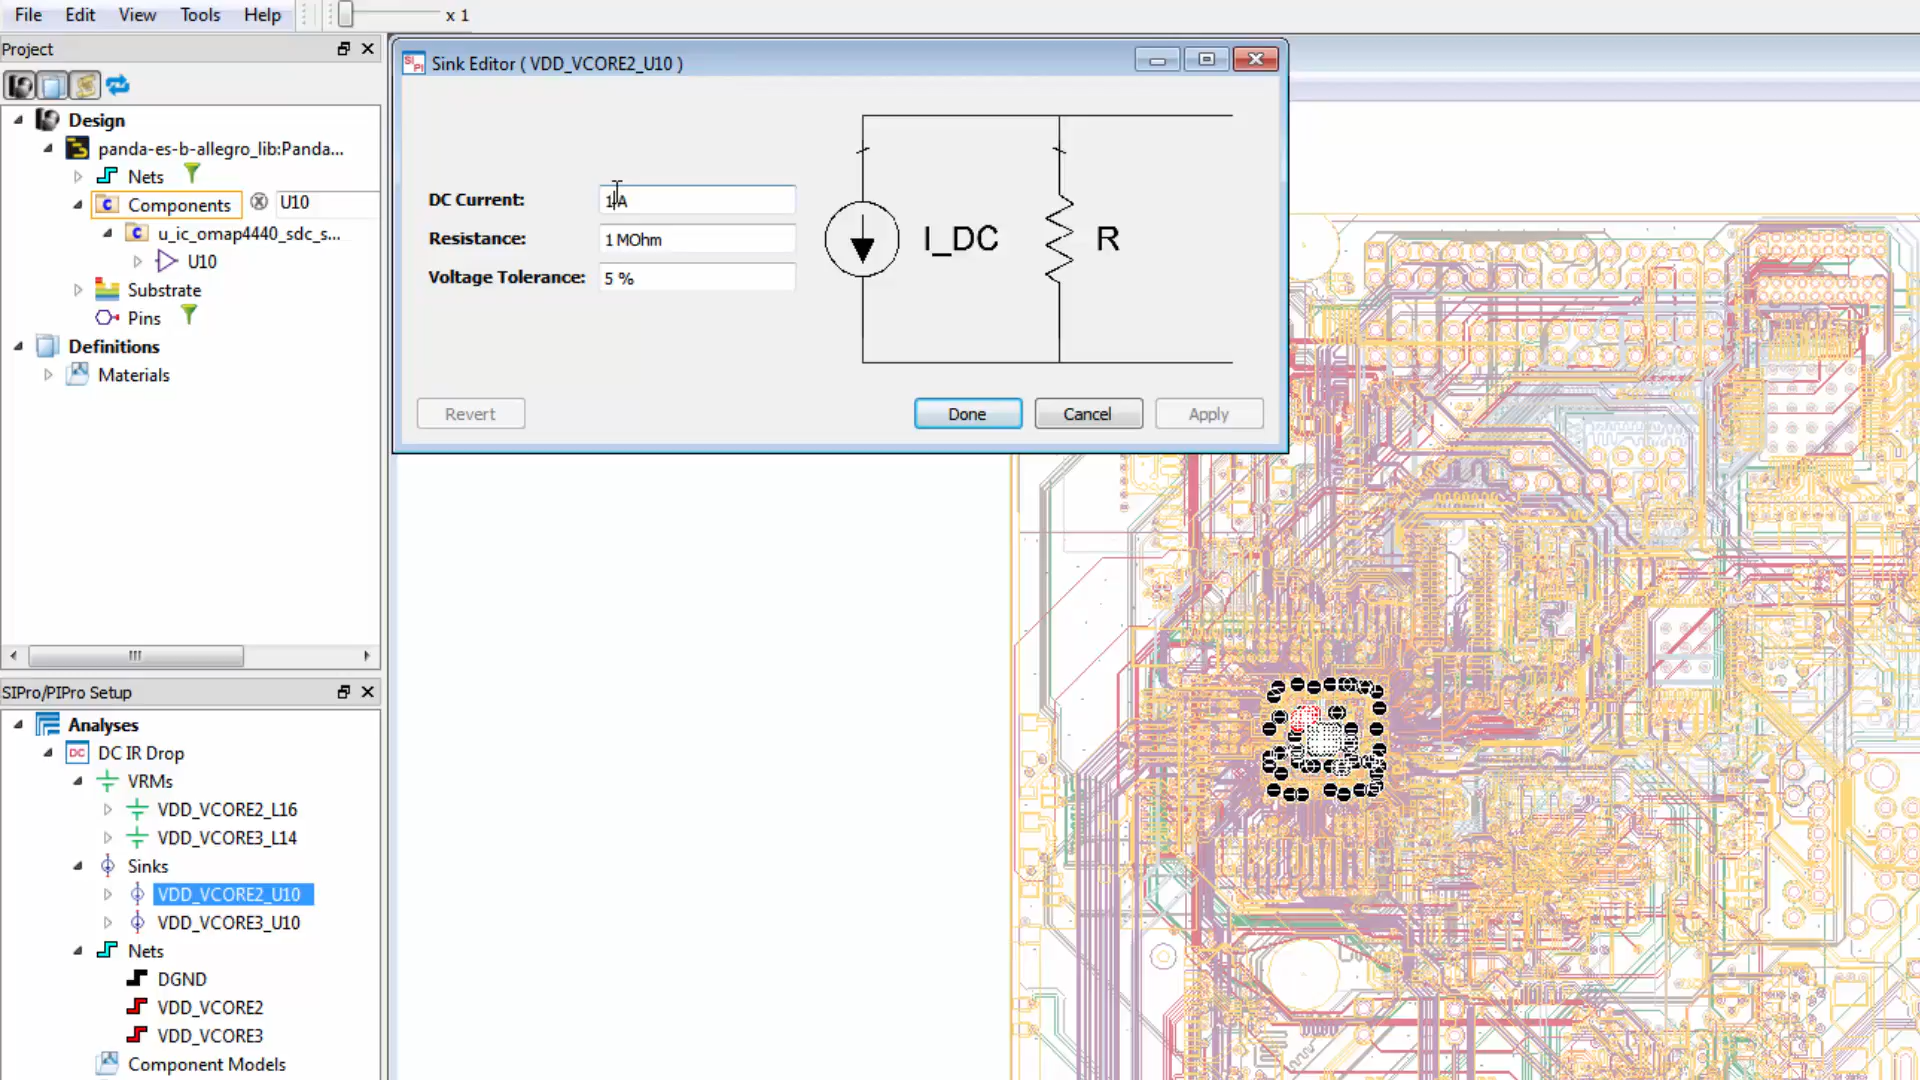 File Edit View Tools Help
x 1
Project
Design
panda-es-b-allegro_lib:Panda...
Nets
Components
U10
u_ic_omap4440_sdc_s...
U10
Substrate
Pins
Definitions
Materials
SIPro/PIPro Setup
Analyses
DC IR Drop
VRMs
VDD_VCORE2_L16
VDD_VCORE3_L14
Sinks
VDD_VCORE2_U10
VDD_VCORE3_U10
Nets
DGND
VDD_VCORE2
VDD_VCORE3
Component Models
Sink Editor ( VDD_VCORE2_U10 )
DC Current:
1 A
Resistance:
1 MOhm
Voltage Tolerance:
5 %
I_DC
R
Revert
Done
Cancel
Apply